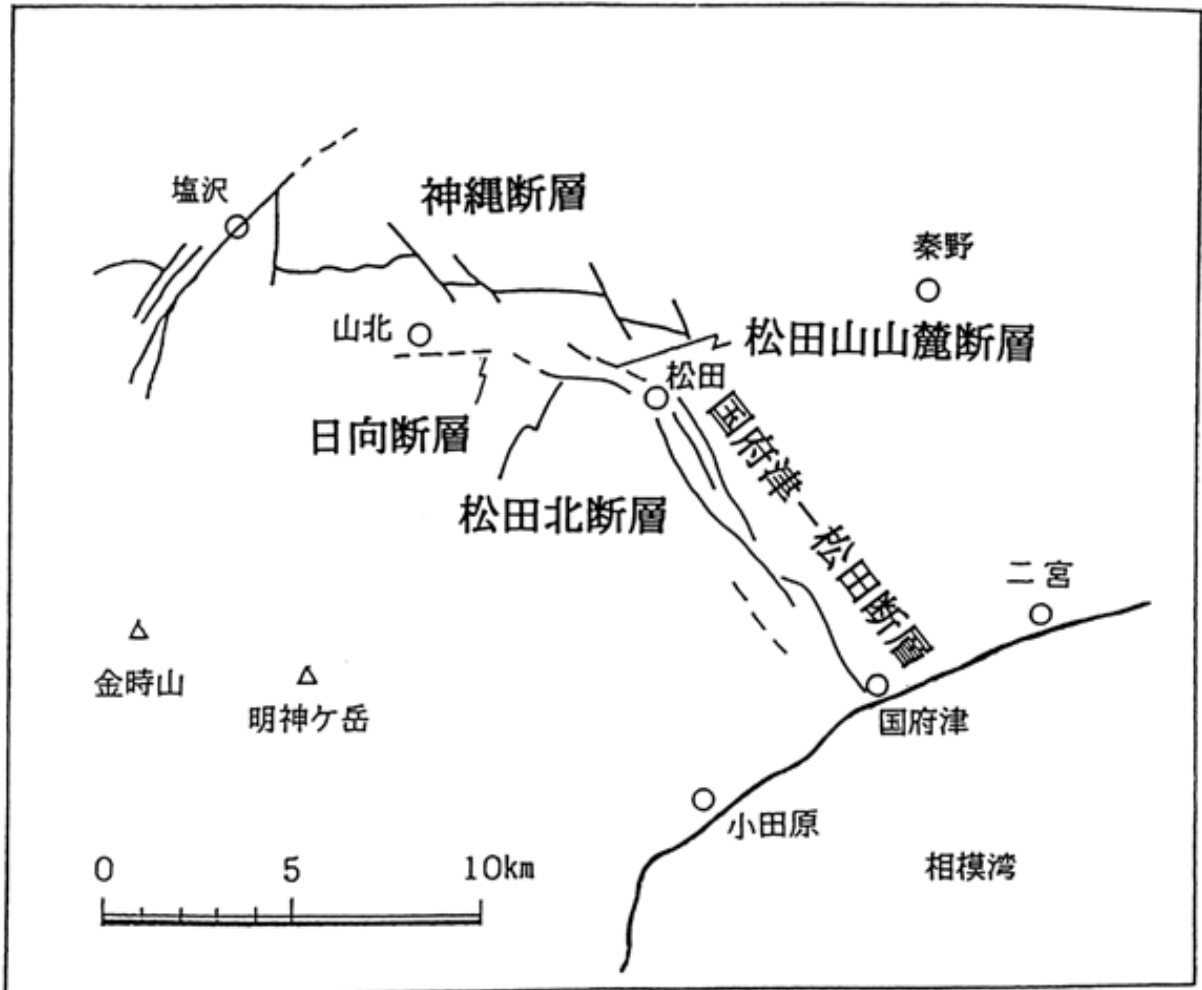 塩沢
神縄断層
秦野
山北
松田山山麓断層
松田
日向断層
国府津－松田断層
松田北断層
二宮
金時山
明神ケ岳
国府津
小田原
相模湾
0 5 10km